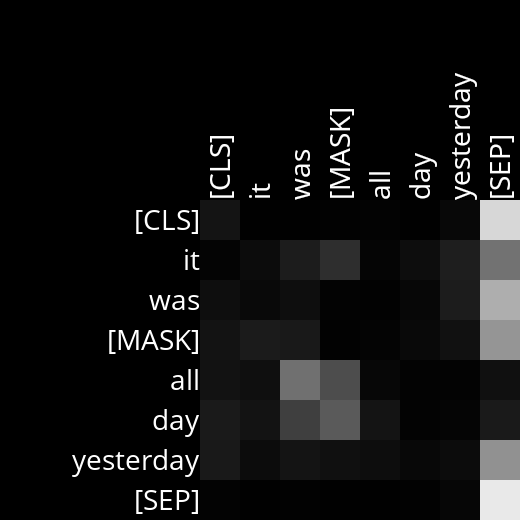 [CLS] it was [MASK] all day yesterday [SEP]
[CLS]
it
was
[MASK]
all
day
yesterday
[SEP]